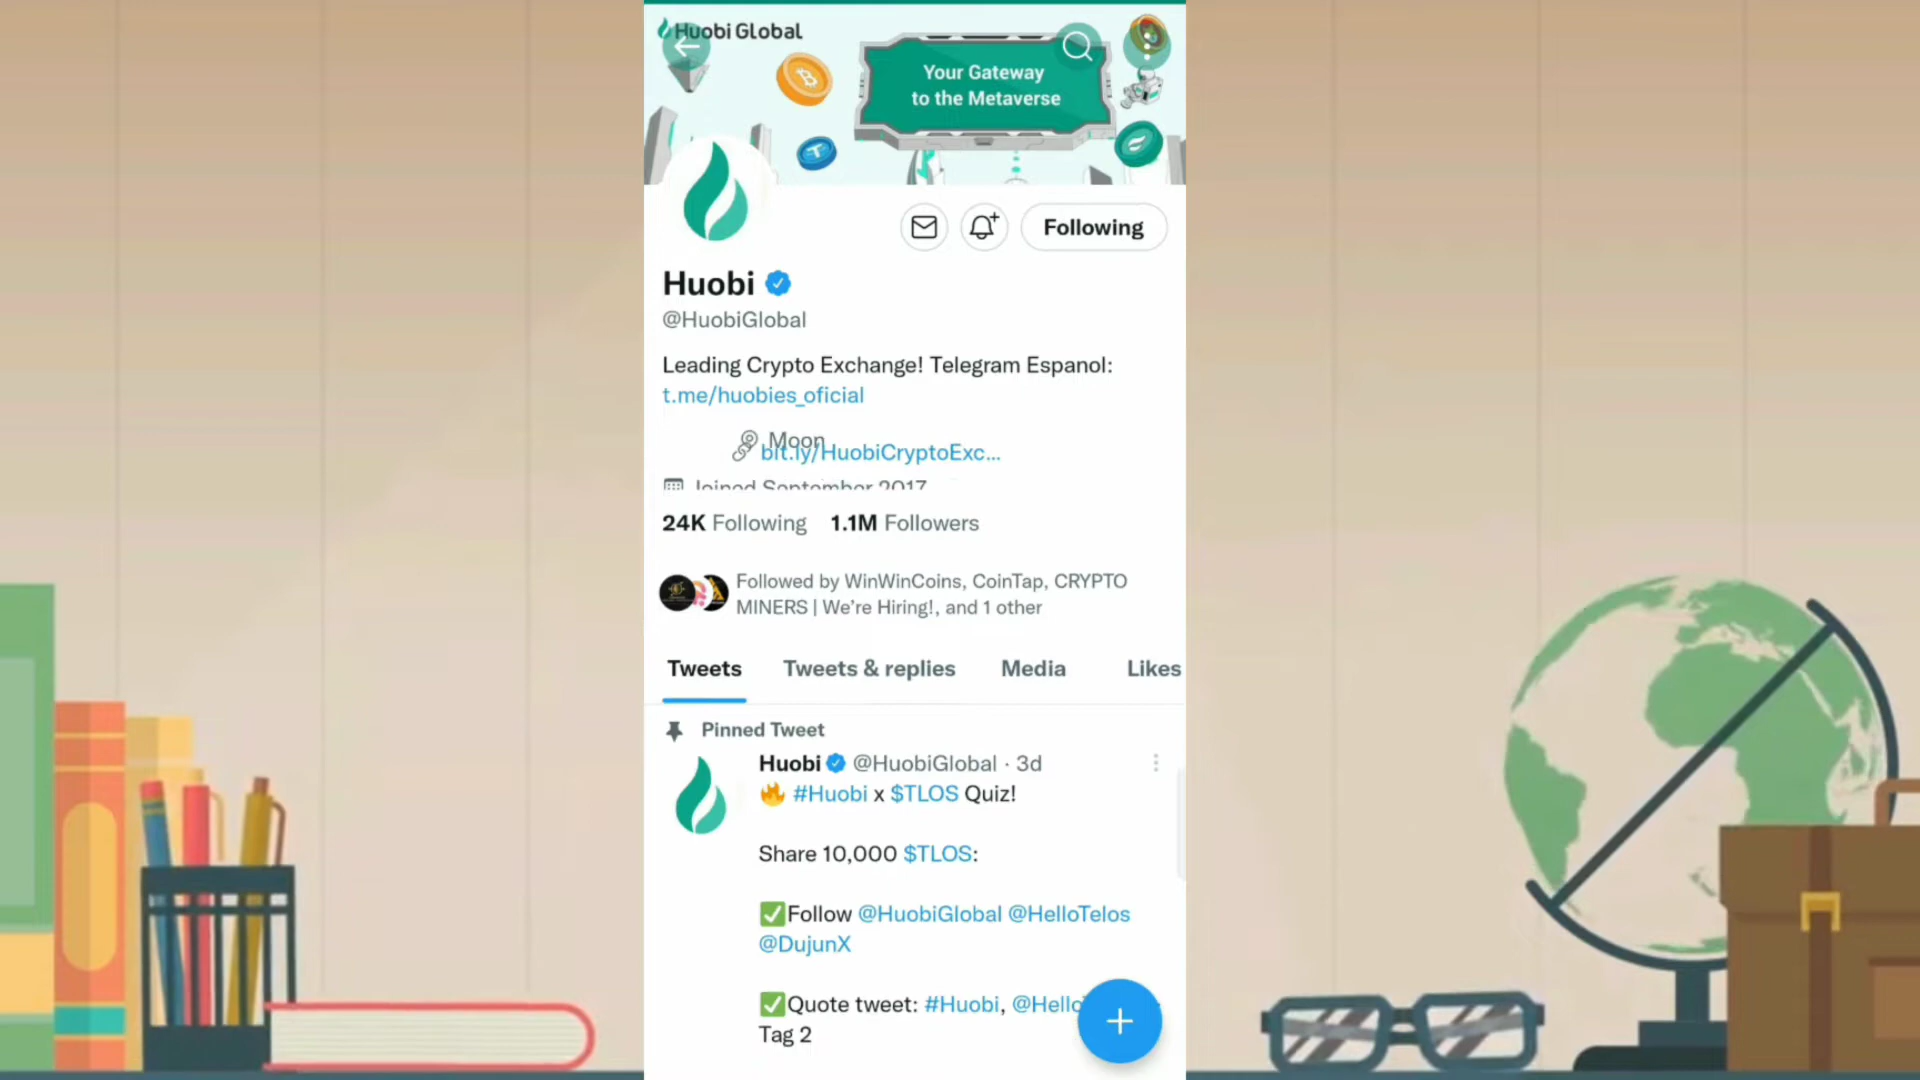 Huobi Global
Your Gateway
to the Metaverse
Following
Huobi
@HuobiGlobal
Leading Crypto Exchange! Telegram Espanol:
t.me/huobies_oficial
Moon
bit.ly/HuobiCryptoExc...
Joined September 2017
24K Following 1.1M Followers
Followed by WinWinCoins, CoinTap, CRYPTO
MINERS | We're Hiring!, and 1 other
Tweets Tweets & replies Media Likes
Pinned Tweet
Huobi @HuobiGlobal · 3d
🔥 #Huobi x $TLOS Quiz!
Share 10,000 $TLOS:
✅Follow @HuobiGlobal @HelloTelos
@DujunX
✅Quote tweet: #Huobi,
Tag 2